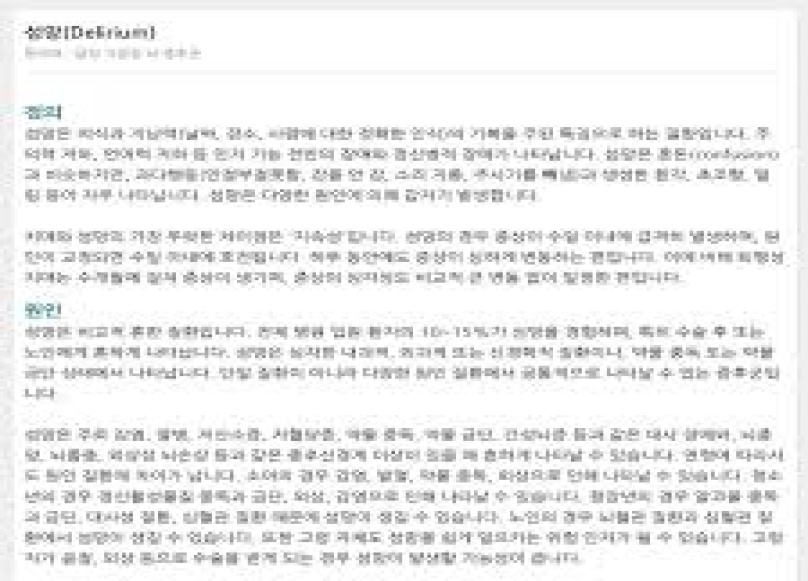 섬망(Delirium)
동의어 : 급성 뇌 증후군
정의
섬망은 의식과 지남력(날짜, 장소, 사람에 대한 정확한 인식)의 기복을 주된 특징으로 하는 질환입니다. 주
의력 저하, 언어력 저하 등 인지 기능 전반의 장애와 정신병적 장애가 나타납니다. 섬망은 혼돈(confusion)
과 비슷하지만, 과다행동(안절부절못함, 잠을 안 잠, 소리 지름, 주사기를 빼냄)과 생생한 환각, 초조함, 떨
림 등이 자주 나타납니다. 섬망은 다양한 원인에 의해 갑자기 발생합니다.
치매와 섬망의 가장 뚜렷한 차이점은 '지속성'입니다. 섬망의 경우 증상이 수일 이내에 급격히 발생하며, 원
인이 교정되면 수일 이내에 호전됩니다. 하루 동안에도 증상이 심하게 변동하는 편입니다. 이에 비해 퇴행성
치매는 수개월에 걸쳐 증상이 생기며, 증상의 심각성도 비교적 큰 변동 없이 일정한 편입니다.
원인
섬망은 비교적 흔한 질환입니다. 전체 병원 입원 환자의 10~15%가 섬망을 경험하며, 특히 수술 후 또는
노인에게 흔하게 나타납니다. 섬망은 심각한 내과적, 외과적 또는 신경학적 질환이나, 약물 중독 또는 약물
금단 상태에서 나타납니다. 단일 질환이 아니라 다양한 원인 질환에서 공통적으로 나타날 수 있는 증후군입
니다.
섬망은 주로 감염, 열병, 저산소증, 저혈당증, 약물 중독, 약물 금단, 간성뇌증 등과 같은 대사 장애와, 뇌종
양, 뇌졸중, 외상성 뇌손상 등과 같은 중추신경계 이상이 있을 때 흔하게 나타날 수 있습니다. 연령에 따라서
도 원인 질환에 차이가 납니다. 소아의 경우 감염, 발열, 약물 중독, 외상으로 인해 나타날 수 있습니다. 청소
년의 경우 정신활성물질 중독과 금단, 외상, 감염으로 인해 나타날 수 있습니다. 청장년의 경우 알코올 중독
과 금단, 대사성 질환, 심혈관 질환 때문에 섬망이 생길 수 있습니다. 노인의 경우 뇌혈관 질환과 심혈관 질
환에서 섬망이 생길 수 있습니다. 또한 고령 자체도 섬망을 쉽게 일으키는 위험 인자가 될 수 있습니다. 고령
자가 골절, 외상 등으로 수술을 받게 되는 경우 섬망이 발생할 가능성이 큽니다.